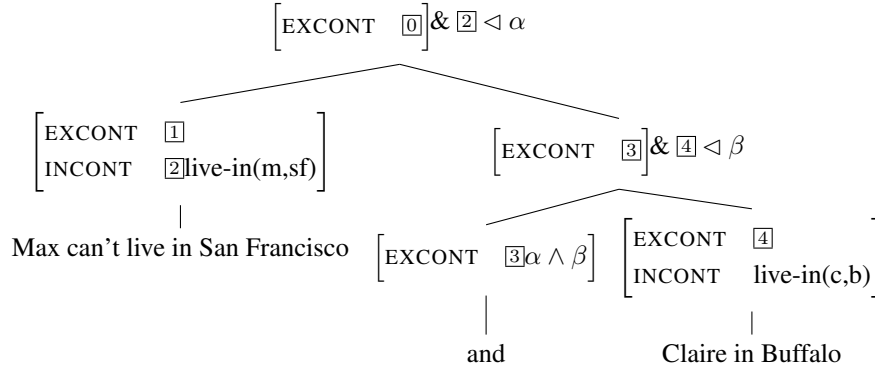 [EXCONT [0]] & [2] ◁ α
[EXCONT [1]
INCONT [2]live-in(m,sf)]
[EXCONT [3]] & [4] ◁ β
Max can't live in San Francisco
[EXCONT [3]α ∧ β]
[EXCONT [4]
INCONT live-in(c,b)]
and
Claire in Buffalo